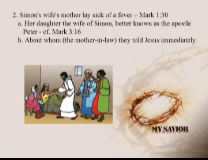 2. Simon's wife's mother lay sick of a fever – Mark 1:30
a. Her daughter the wife of Simon, better known as the apostle
Peter - cf. Mark 3:16
b. About whom (the mother-in-law) they told Jesus immediately
MY SAVIOR